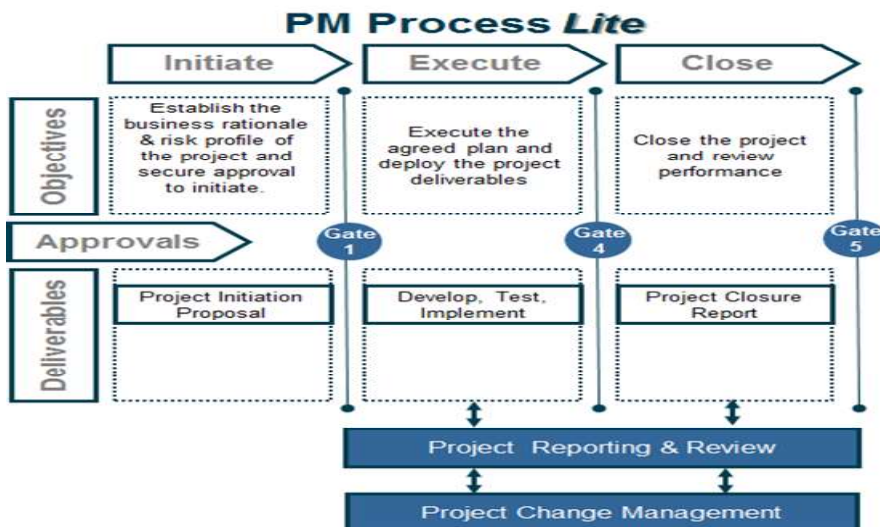 PM Process Lite
Initiate
Execute
Close
Objectives
Establish the
business rationale
& risk profile of
the project and
secure approval
to initiate.
Execute the
agreed plan and
deploy the project
deliverables
Close the project
and review
performance
Approvals
Gate
1
Gate
4
Gate
5
Deliverables
Project Initiation
Proposal
Develop, Test,
Implement
Project Closure
Report
Project Reporting & Review
Project Change Management